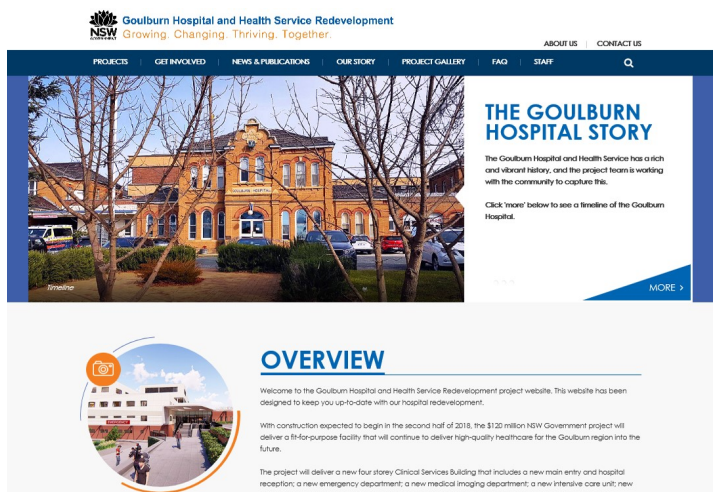 Goulburn Hospital and Health Service Redevelopment
NSW Growing. Changing. Thriving. Together.
GOVERNMENT
ABOUT US | CONTACT US
PROJECTS | GET INVOLVED | NEWS & PUBLICATIONS | OUR STORY | PROJECT GALLERY | FAQ | STAFF
THE GOULBURN
HOSPITAL STORY
The Goulburn Hospital and Health Service has a rich
and vibrant history, and the project team is working
with the community to capture this.
Click 'more' below to see a timeline of the Goulburn
Hospital.
GOULBURN HOSPITAL
Timeline
MORE >
OVERVIEW
Welcome to the Goulburn Hospital and Health Service Redevelopment project website. This website has been
designed to keep you up-to-date with our hospital redevelopment.
With construction expected to begin in the second half of 2018, the $120 million NSW Government project will
deliver a fit-for-purpose facility that will continue to deliver high-quality healthcare for the Goulburn region into the
future.
The project will deliver a new four storey Clinical Services Building that includes a new main entry and hospital
reception; a new emergency department; a new medical imaging department; a new intensive care unit; new
EMERGENCY